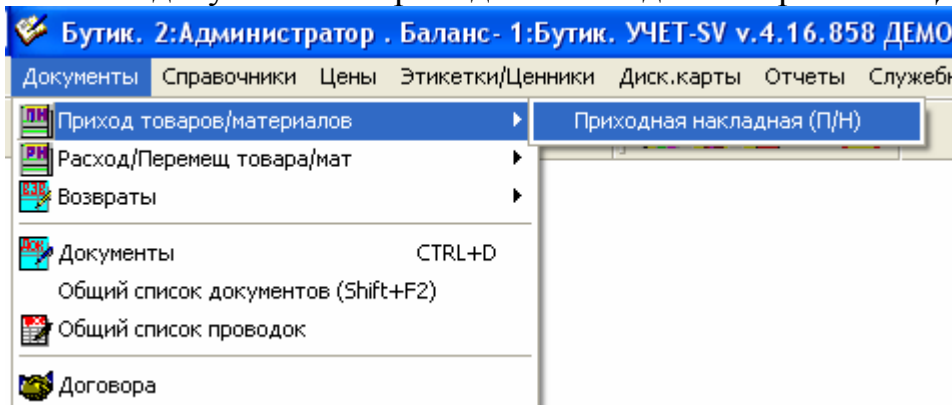 Бутик. 2:Администратор . Баланс- 1:Бутик. УЧЕТ-SV v.4.16.858 ДЕМО
Документы Справочники Цены Этикетки/Ценники Диск.карты Отчеты
Приход товаров/материалов Приходная накладная (П/Н)
Расход/Перемещ товара/мат
Возвраты
Документы CTRL+D
Общий список документов (Shift+F2)
Общий список проводок
Договора